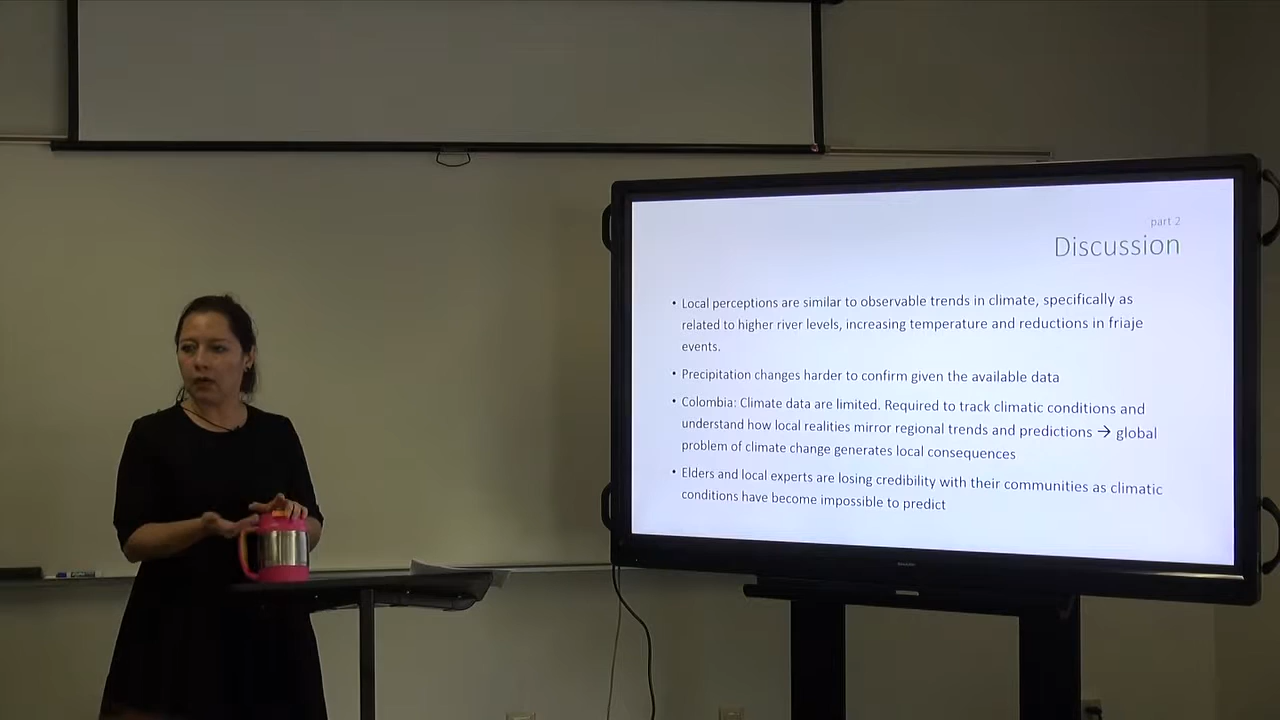 part 2
Discussion
• Local perceptions are similar to observable trends in climate, specifically as
related to higher river levels, increasing temperature and reductions in friaje
events.
• Precipitation changes harder to confirm given the available data
• Colombia: Climate data are limited. Required to track climatic conditions and
understand how local realities mirror regional trends and predictions → global
problem of climate change generates local consequences
• Elders and local experts are losing credibility with their communities as climatic
conditions have become impossible to predict